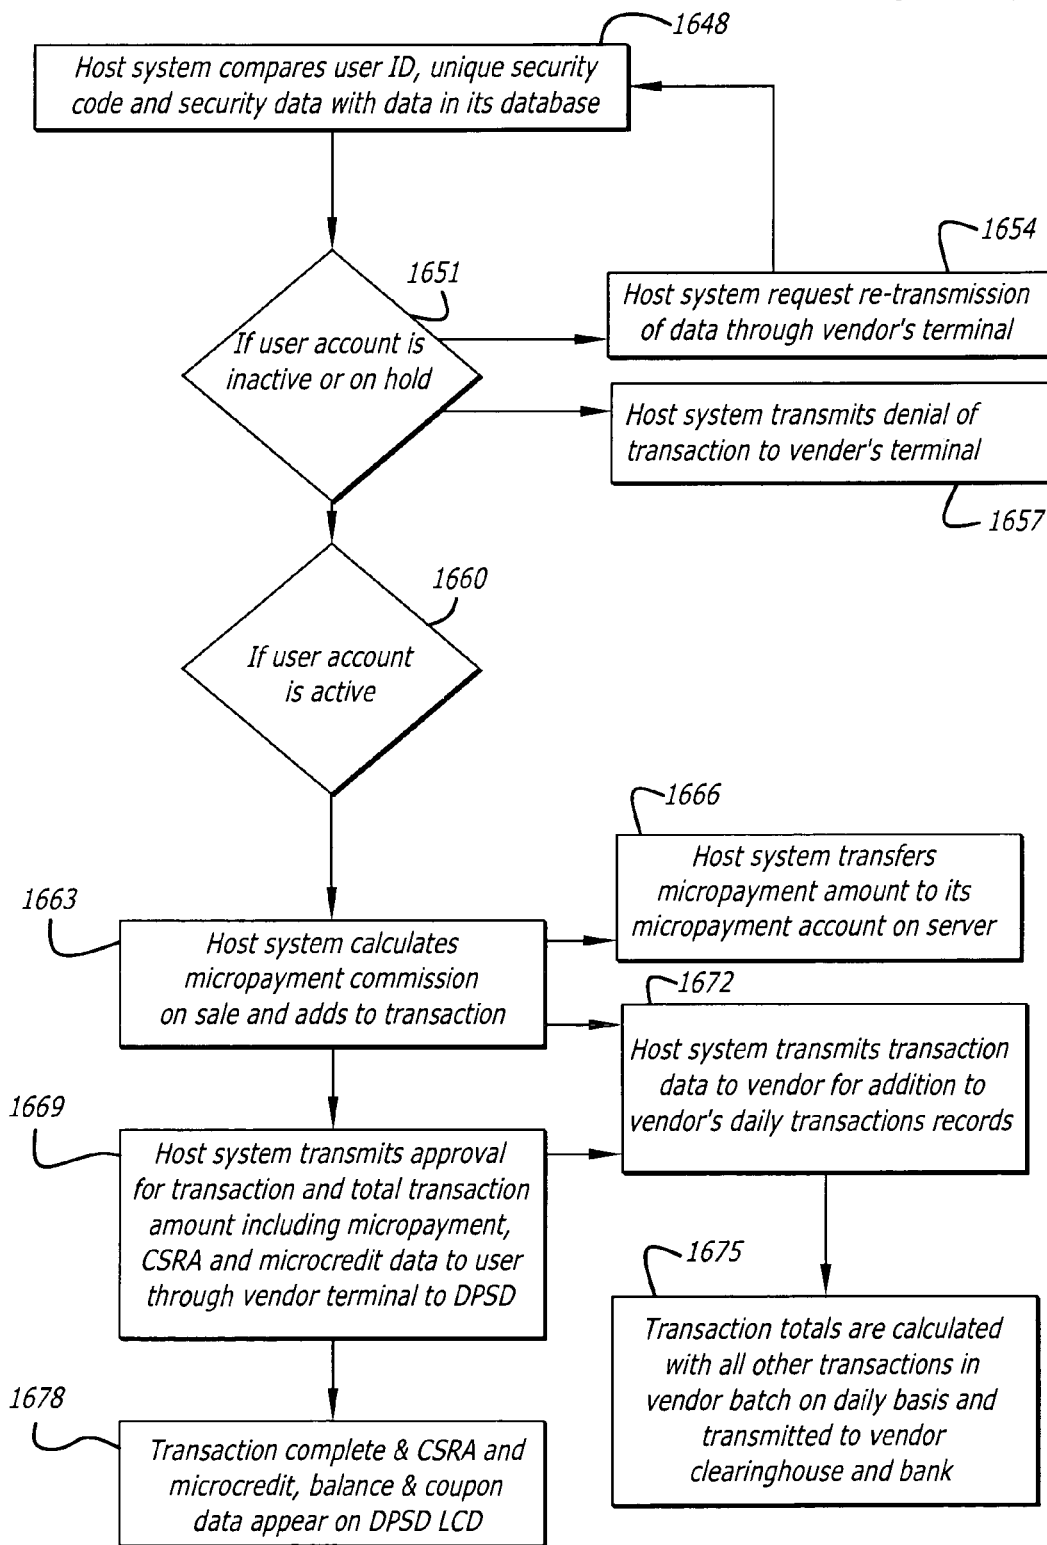 1648
Host system compares user ID, unique security
code and security data with data in its database
1654
1651
Host system request re-transmission
of data through vendor's terminal
If user account is
inactive or on hold
Host system transmits denial of
transaction to vender's terminal
1657
1660
If user account
is active
1666
Host system transfers
micropayment amount to its
micropayment account on server
1663
Host system calculates
micropayment commission
on sale and adds to transaction
1672
Host system transmits transaction
data to vendor for addition to
vendor's daily transactions records
1669
Host system transmits approval
for transaction and total transaction
amount including micropayment,
CSRA and microcredit data to user
through vendor terminal to DPSD
1675
Transaction totals are calculated
with all other transactions in
vendor batch on daily basis and
transmitted to vendor
clearinghouse and bank
1678
Transaction complete & CSRA and
microcredit, balance & coupon
data appear on DPSD LCD